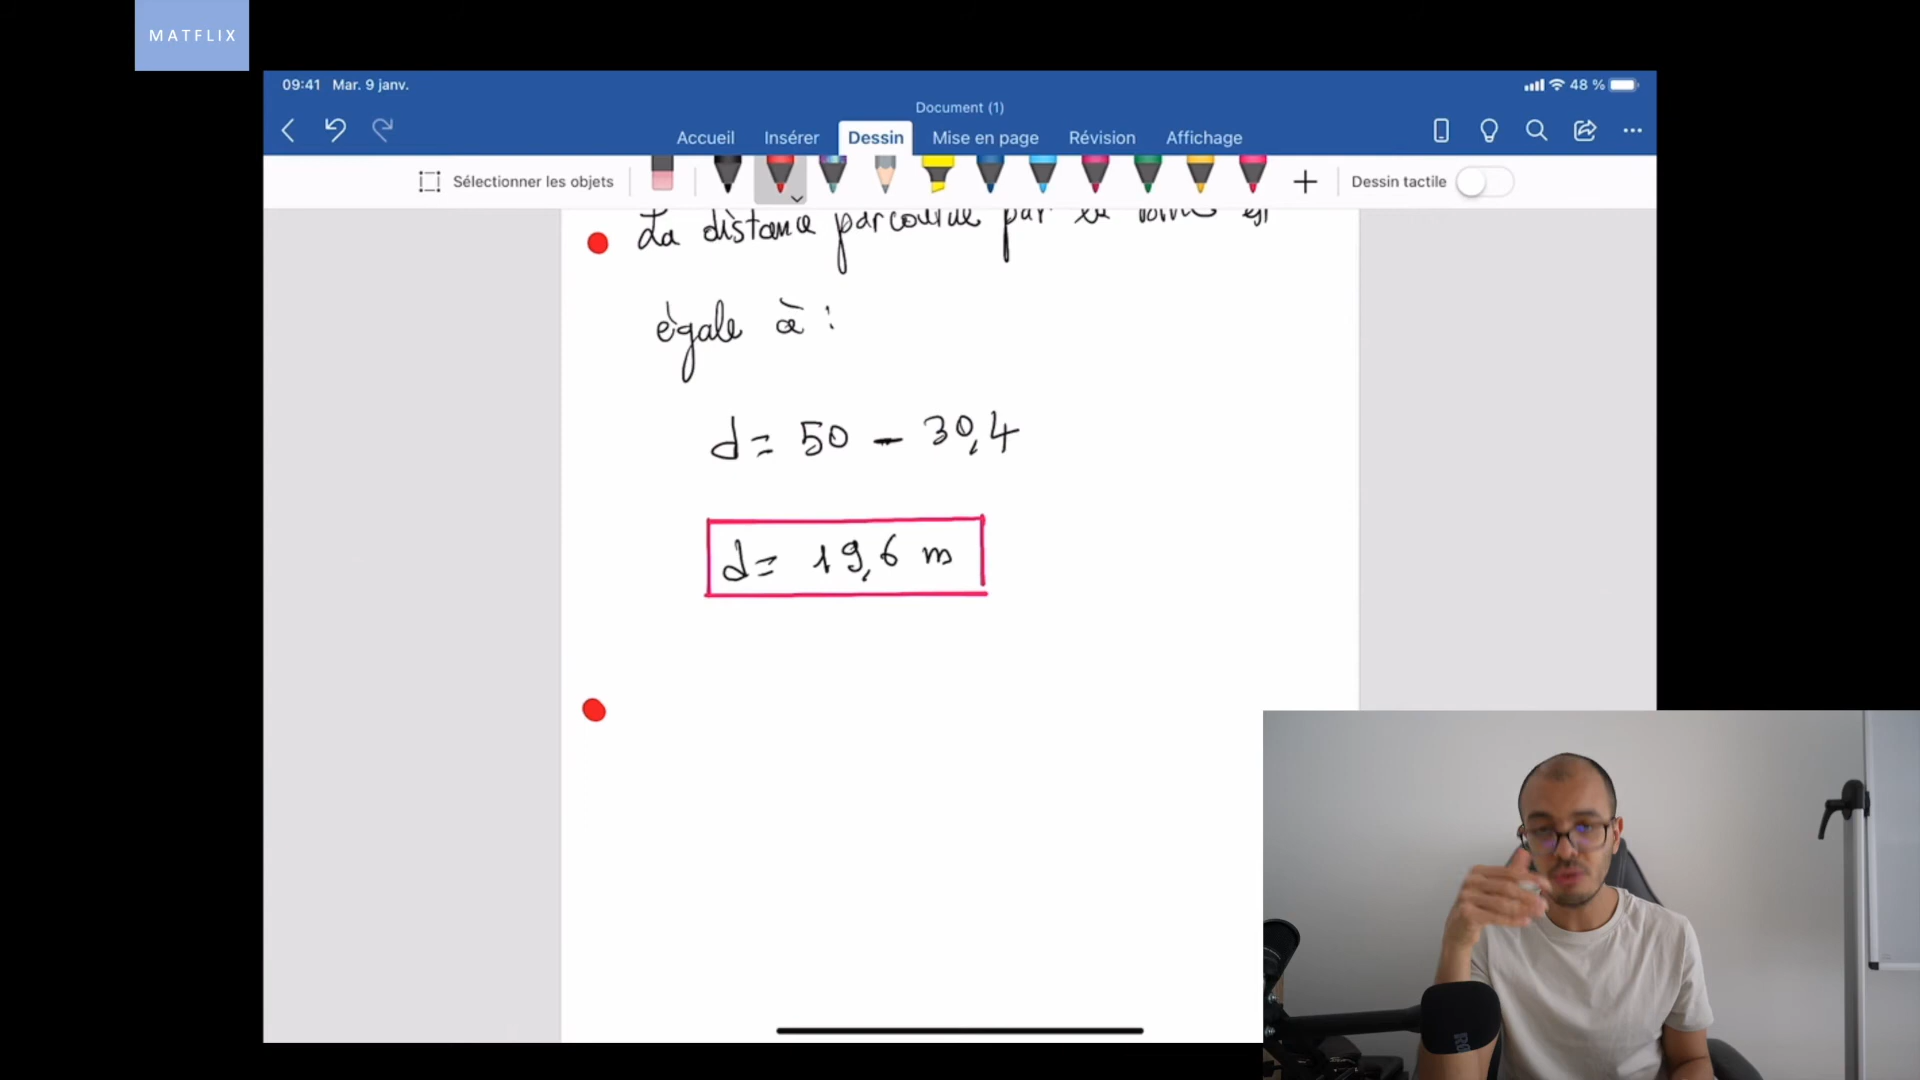 MATFLIX
09:41 Mar. 9 janv.
48 %
Document (1)
Accueil Insérer Dessin Mise en page Révision Affichage
Sélectionner les objets
Dessin tactile
La distance parcourue par la
égale à :
d = 50 - 30,4
d = 19,6 m